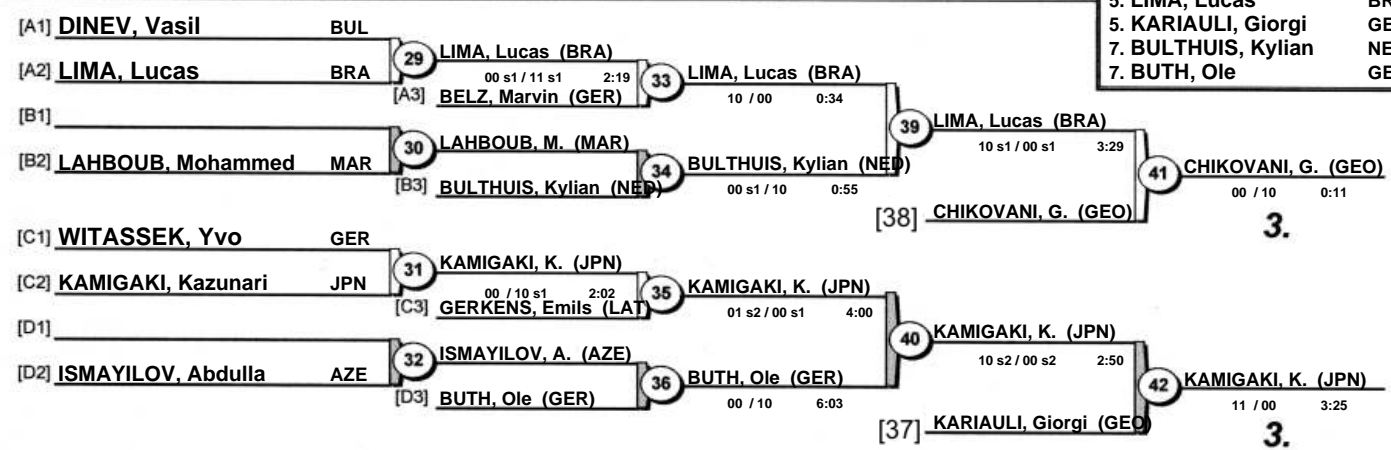 5. LIMA, Lucas
5. KARIAULI, Giorgi
7. BULTHUIS, Kylian
7. BUTH, Ole
[A1] DINEV, Vasil BUL
[A2] LIMA, Lucas BRA
29
LIMA, Lucas (BRA)
00 s1 / 11 s1 2:19
[A3] BELZ, Marvin (GER)
33
LIMA, Lucas (BRA)
10 / 00 0:34
[B1]
[B2] LAHBOUB, Mohammed MAR
30
LAHBOUB, M. (MAR)
[B3] BULTHUIS, Kylian (NED)
34
BULTHUIS, Kylian (NED)
00 s1 / 10 0:55
39
LIMA, Lucas (BRA)
10 s1 / 00 s1 3:29
[38] CHIKOVANI, G. (GEO)
41
CHIKOVANI, G. (GEO)
00 / 10 0:11
3.
[C1] WITASSEK, Yvo GER
[C2] KAMIGAKI, Kazunari JPN
31
KAMIGAKI, K. (JPN)
00 / 10 s1 2:02
[C3] GERKENS, Emils (LAT)
35
KAMIGAKI, K. (JPN)
01 s2 / 00 s1 4:00
[D1]
[D2] ISMAYILOV, Abdulla AZE
32
ISMAYILOV, A. (AZE)
[D3] BUTH, Ole (GER)
36
BUTH, Ole (GER)
00 / 10 6:03
40
KAMIGAKI, K. (JPN)
10 s2 / 00 s2 2:50
[37] KARIAULI, Giorgi (GEO)
42
KAMIGAKI, K. (JPN)
11 / 00 3:25
3.